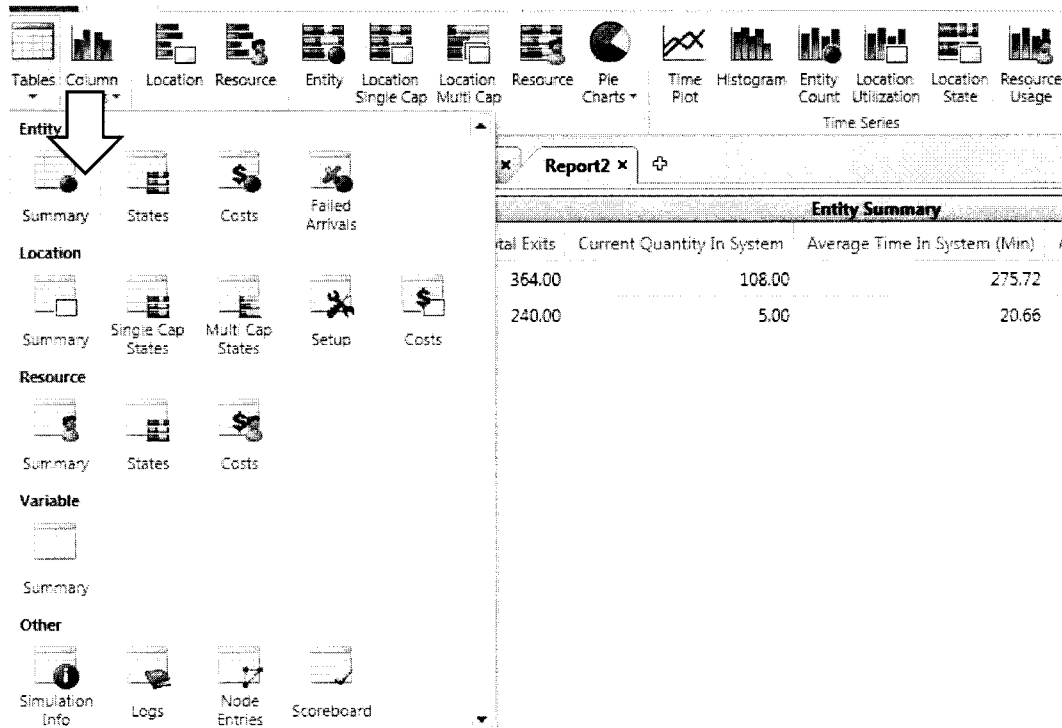 Tables Column Location Resource Entity Location Single Cap Location Multi Cap Resource Pie Charts Time Plot Histogram Entity Count Location Utilization Location State Resource Usage
Time Series
Entity
Summary States Costs Failed Arrivals
Location
Summary Single Cap States Multi Cap States Setup Costs
Resource
Summary States Costs
Variable
Summary
Other
Simulation Info Logs Node Entries Scoreboard
× Report2 ×
Entity Summary
tal Exits Current Quantity In System Average Time In System (Min)
364.00 108.00 275.72
240.00 5.00 20.66